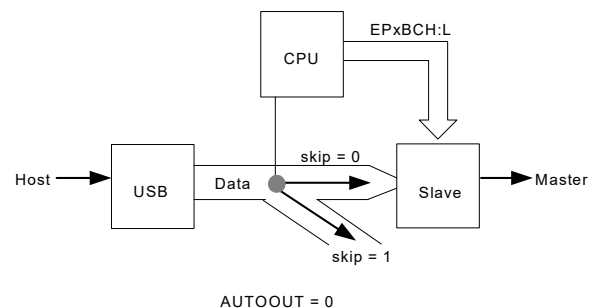 EPxBCH:L
CPU
skip = 0
Host
USB
Data
Slave
Master
skip = 1
AUTOOUT = 0